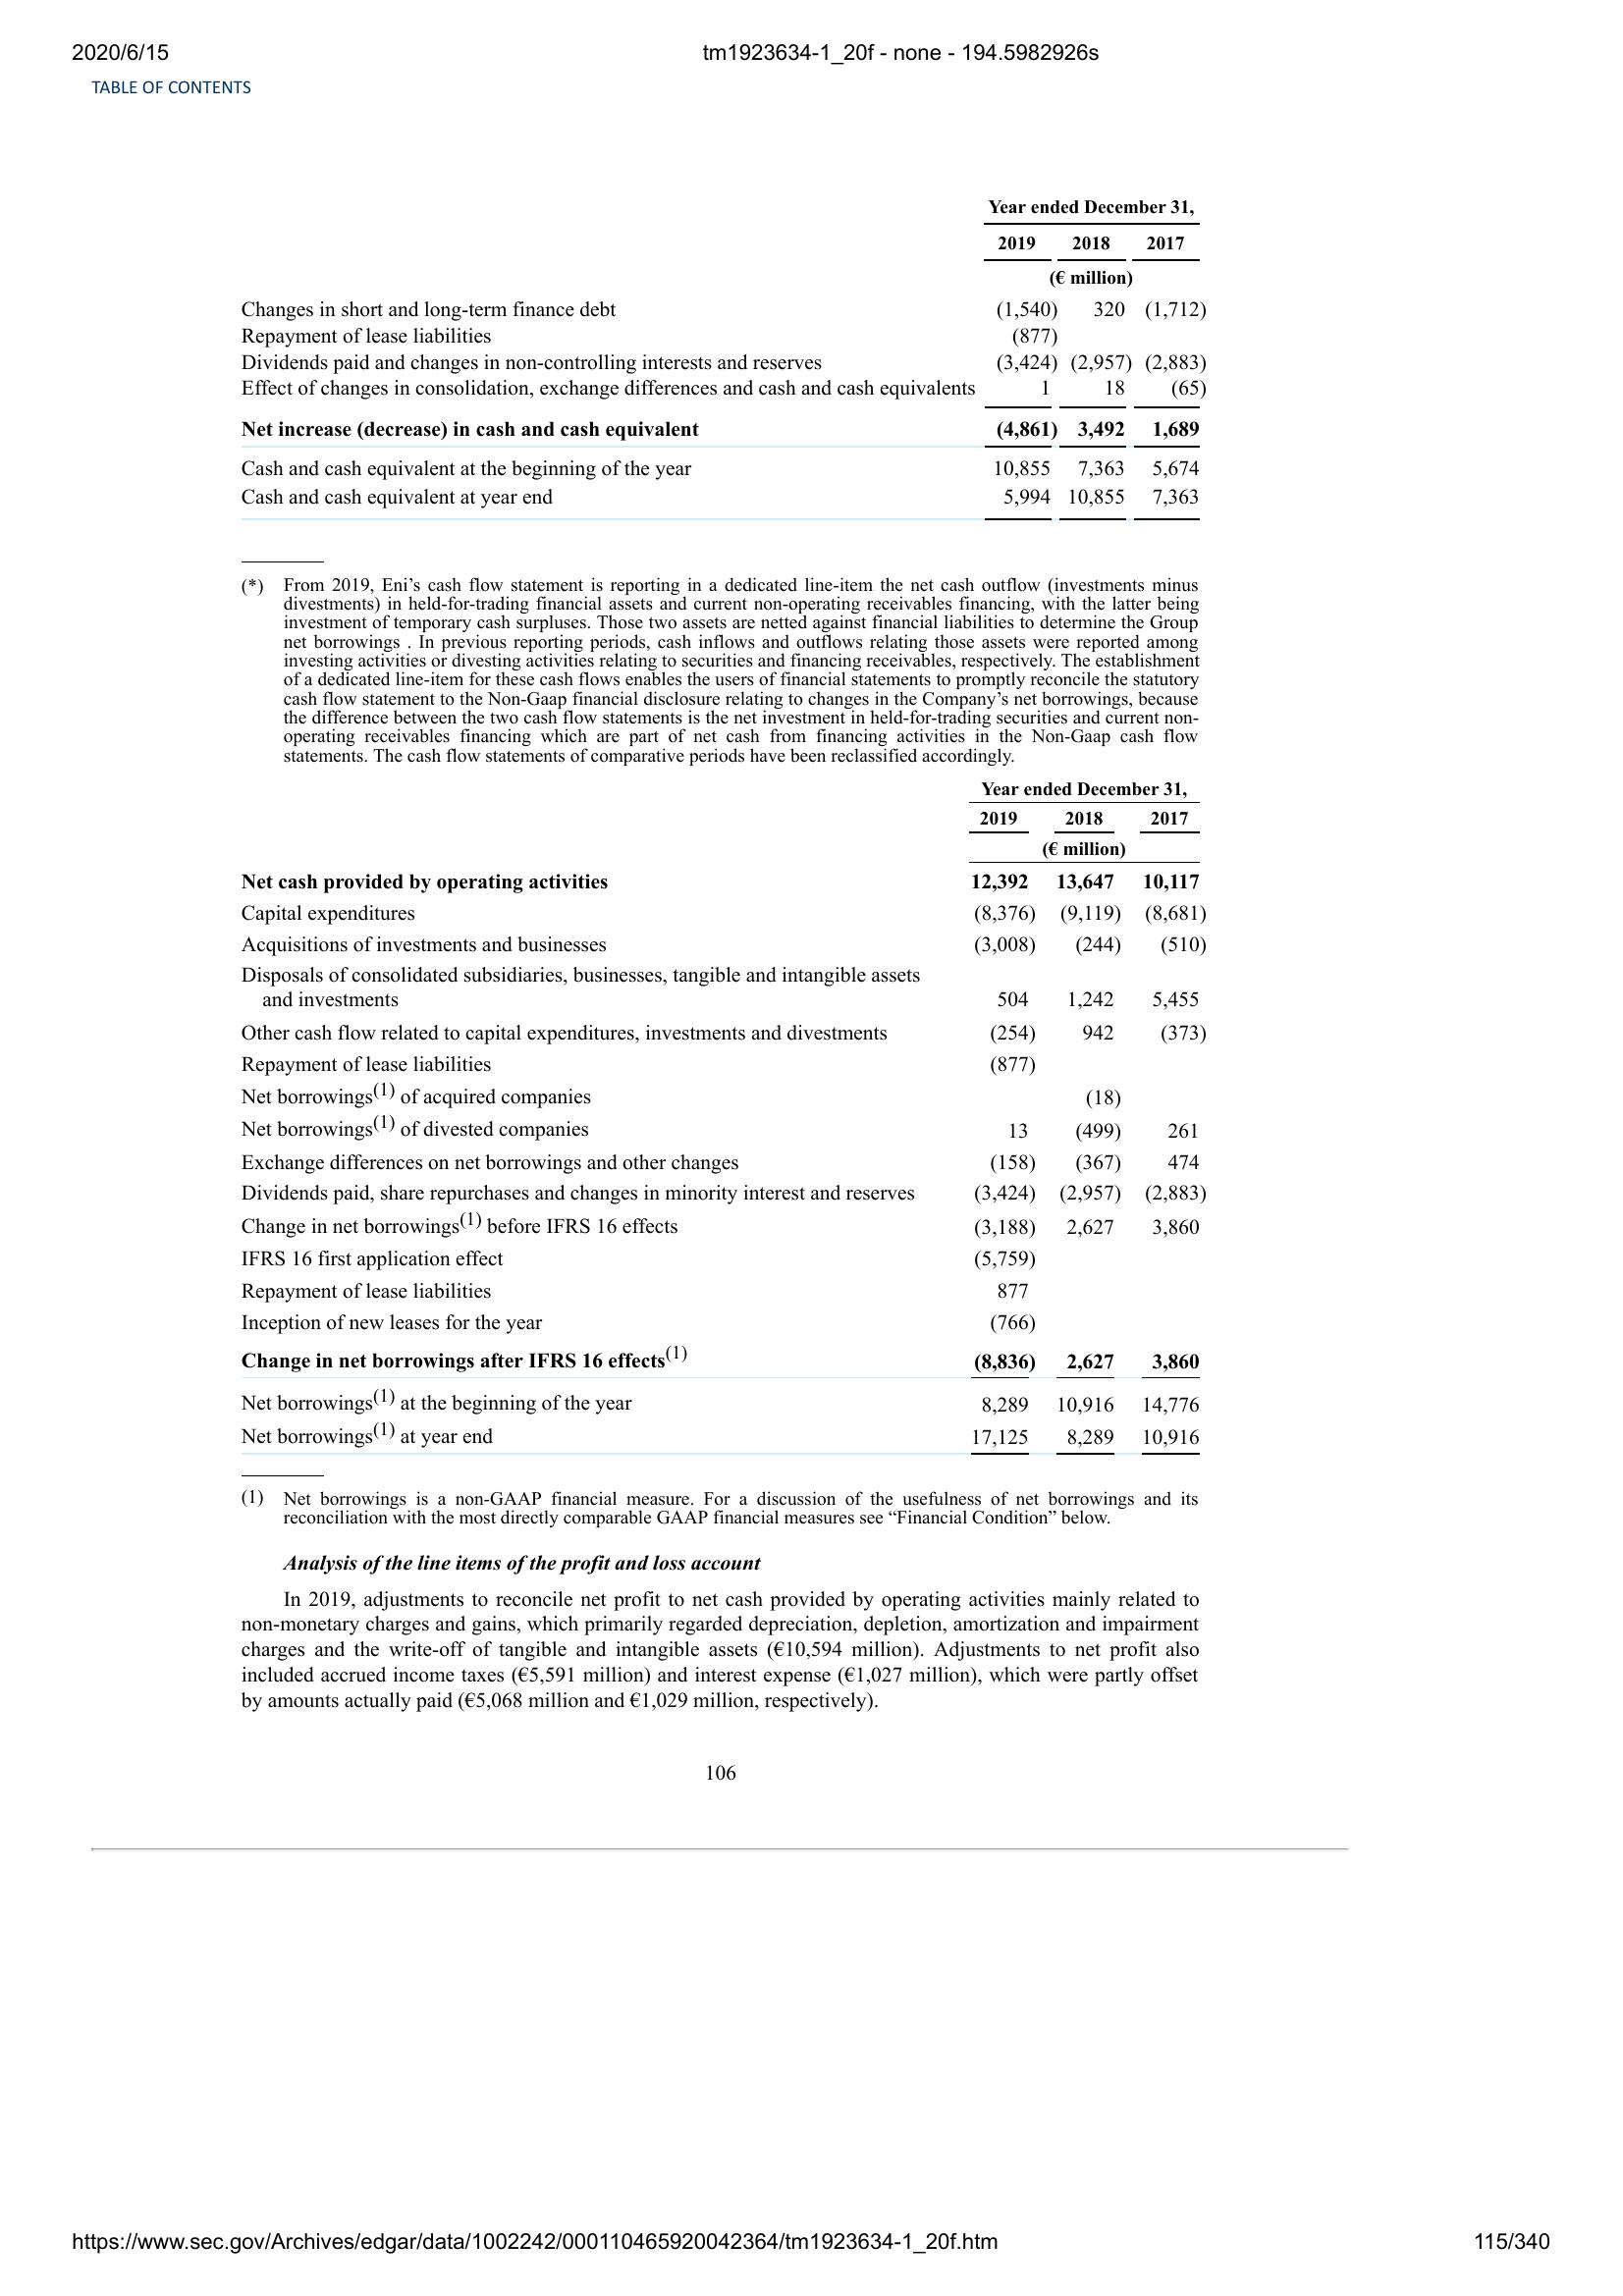 2020/6/15 tm1923634-1_20f - none - 194.5982926s
TABLE OF CONTENTS
Year ended December 31,
2019 2018 2017
(€ million)
Changes in short and long-term finance debt (1,540) 320 (1,712)
Repayment of lease liabilities (877)
Dividends paid and changes in non-controlling interests and reserves (3,424) (2,957) (2,883)
Effect of changes in consolidation, exchange differences and cash and cash equivalents 1 18 (65)
Net increase (decrease) in cash and cash equivalent (4,861) 3,492 1,689
Cash and cash equivalent at the beginning of the year 10,855 7,363 5,674
Cash and cash equivalent at year end 5,994 10,855 7,363
(*) From 2019, Eni’s cash flow statement is reporting in a dedicated line-item the net cash outflow (investments minus
divestments) in held-for-trading financial assets and current non-operating receivables financing, with the latter being
investment of temporary cash surpluses. Those two assets are netted against financial liabilities to determine the Group
net borrowings . In previous reporting periods, cash inflows and outflows relating those assets were reported among
investing activities or divesting activities relating to securities and financing receivables, respectively. The establishment
of a dedicated line-item for these cash flows enables the users of financial statements to promptly reconcile the statutory
cash flow statement to the Non-Gaap financial disclosure relating to changes in the Company’s net borrowings, because
the difference between the two cash flow statements is the net investment in held-for-trading securities and current non-
operating receivables financing which are part of net cash from financing activities in the Non-Gaap cash flow
statements. The cash flow statements of comparative periods have been reclassified accordingly.
Year ended December 31,
2019 2018 2017
(€ million)
Net cash provided by operating activities 12,392 13,647 10,117
Capital expenditures (8,376) (9,119) (8,681)
Acquisitions of investments and businesses (3,008) (244) (510)
Disposals of consolidated subsidiaries, businesses, tangible and intangible assets
and investments 504 1,242 5,455
Other cash flow related to capital expenditures, investments and divestments (254) 942 (373)
Repayment of lease liabilities (877)
Net borrowings(1) of acquired companies (18)
Net borrowings(1) of divested companies 13 (499) 261
Exchange differences on net borrowings and other changes (158) (367) 474
Dividends paid, share repurchases and changes in minority interest and reserves (3,424) (2,957) (2,883)
Change in net borrowings(1) before IFRS 16 effects (3,188) 2,627 3,860
IFRS 16 first application effect (5,759)
Repayment of lease liabilities 877
Inception of new leases for the year (766)
Change in net borrowings after IFRS 16 effects(1) (8,836) 2,627 3,860
Net borrowings(1) at the beginning of the year 8,289 10,916 14,776
Net borrowings(1) at year end 17,125 8,289 10,916
(1) Net borrowings is a non-GAAP financial measure. For a discussion of the usefulness of net borrowings and its
reconciliation with the most directly comparable GAAP financial measures see “Financial Condition” below.
Analysis of the line items of the profit and loss account
In 2019, adjustments to reconcile net profit to net cash provided by operating activities mainly related to
non-monetary charges and gains, which primarily regarded depreciation, depletion, amortization and impairment
charges and the write-off of tangible and intangible assets (€10,594 million). Adjustments to net profit also
included accrued income taxes (€5,591 million) and interest expense (€1,027 million), which were partly offset
by amounts actually paid (€5,068 million and €1,029 million, respectively).
106
https://www.sec.gov/Archives/edgar/data/1002242/000110465920042364/tm1923634-1_20f.htm 115/340